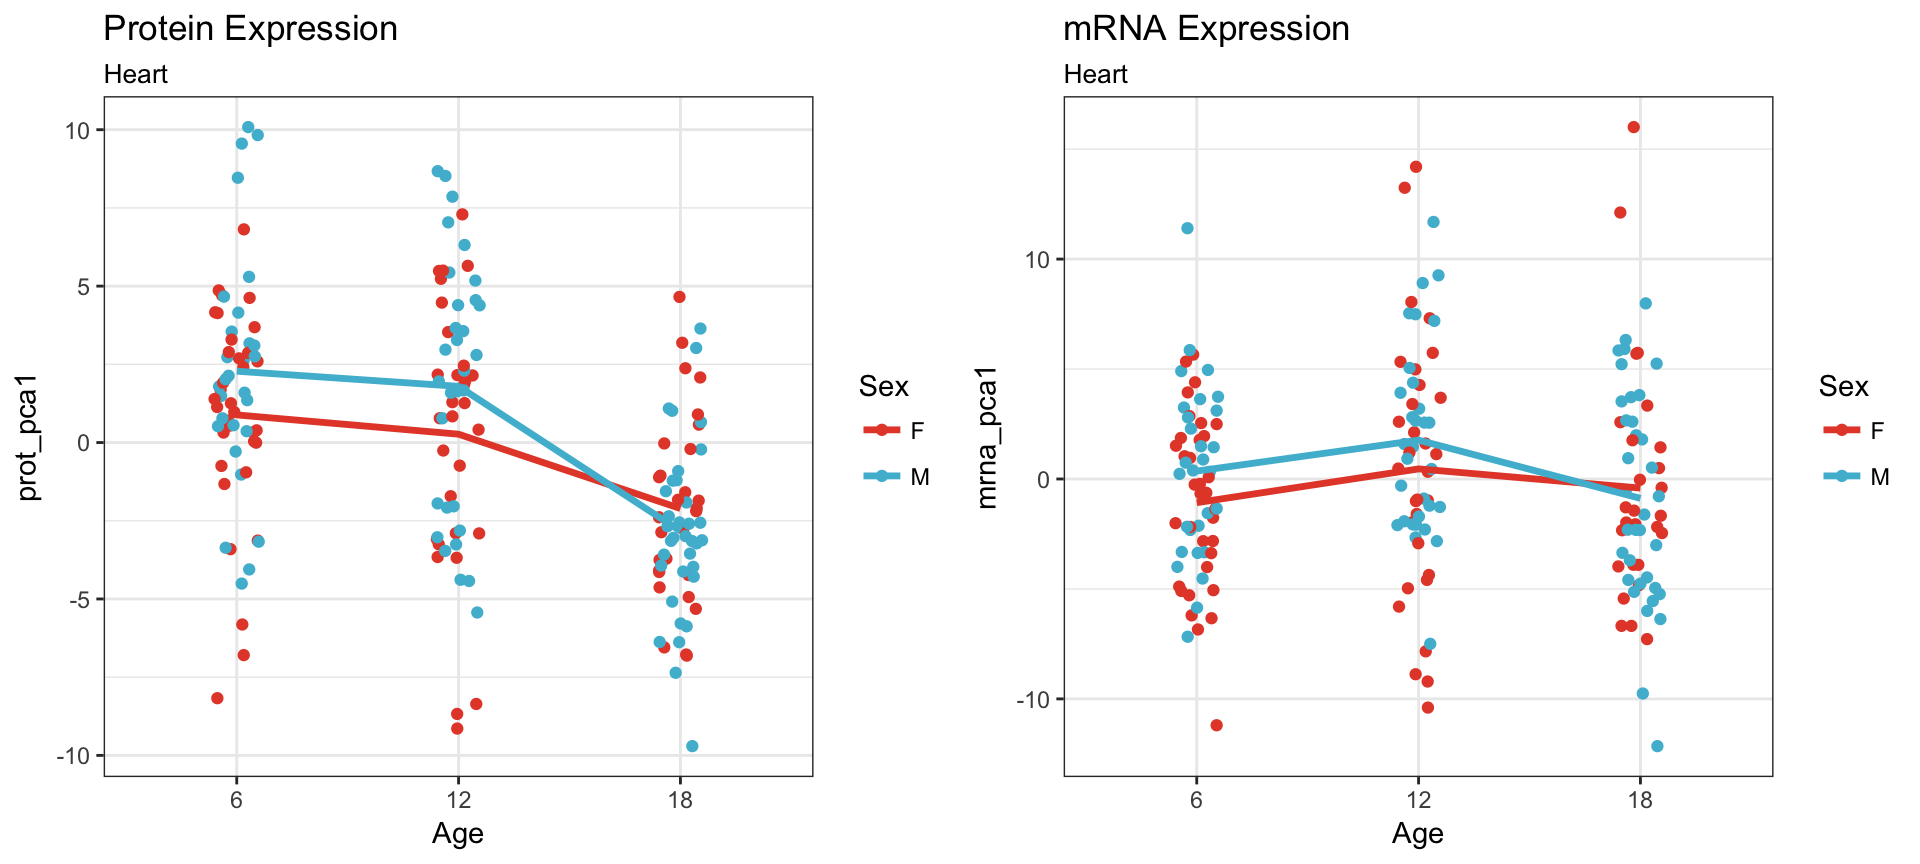 Protein Expression
Heart
prot_pca1
10
5
0
-5
-10
6
12
18
Age
Sex
F
M
mRNA Expression
Heart
mrna_pca1
10
0
-10
6
12
18
Age
Sex
F
M